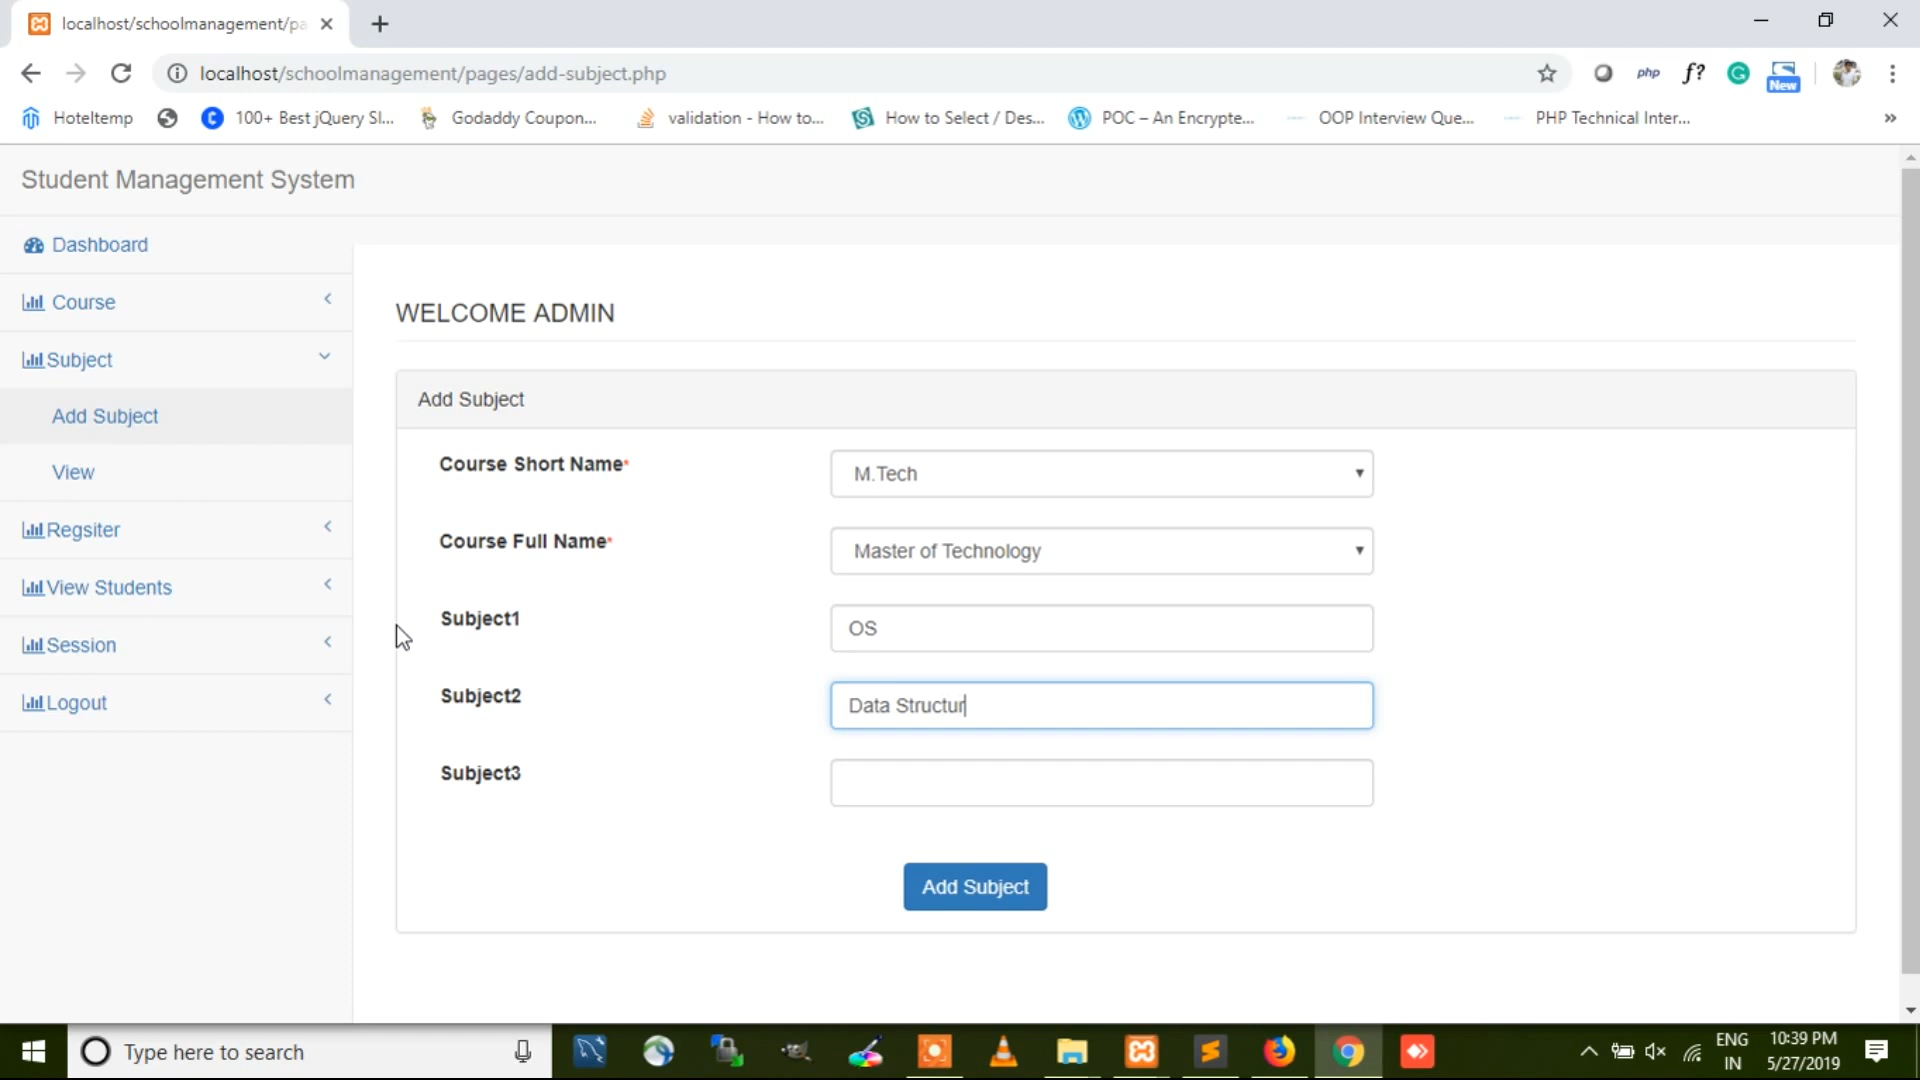 localhost/schoolmanagement/pa
localhost/schoolmanagement/pages/add-subject.php
php
f?
New
Hoteltemp
100+ Best jQuery Sl...
Godaddy Coupon...
validation - How to...
How to Select / Des...
POC – An Encrypte...
OOP Interview Que...
PHP Technical Inter...
»
Student Management System
Dashboard
Course
Subject
Add Subject
View
Regsiter
View Students
Session
Logout
WELCOME ADMIN
Add Subject
Course Short Name*
M.Tech
Course Full Name*
Master of Technology
Subject1
OS
Subject2
Data Structur
Subject3
Add Subject
Type here to search
ENG
IN
10:39 PM
5/27/2019